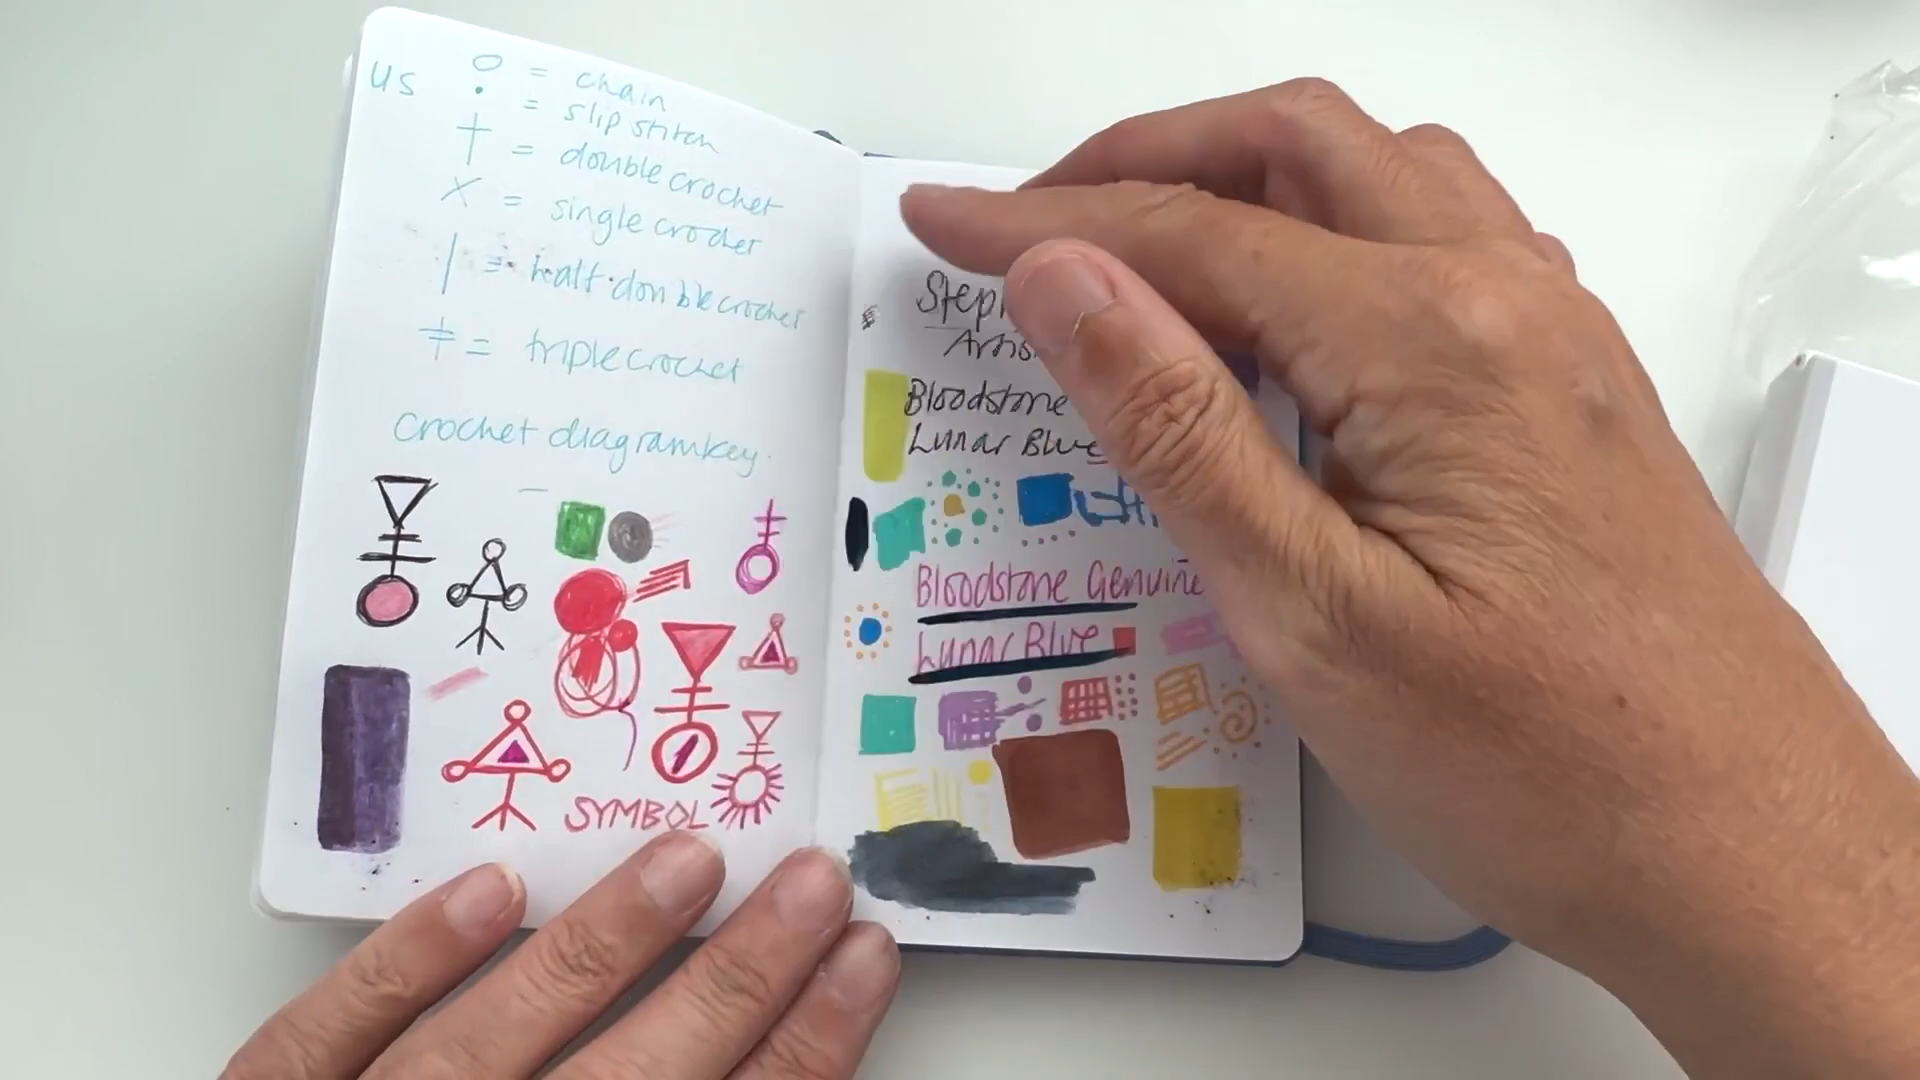 US
o = chain
• = slip stitch
† = double crochet
x = single crochet
| = half double crochet
ǂ = triple crochet
Crochet diagram key.
SYMBOL
Bloodstone
Lunar Blue
Bloodstone Genuine
Lunar Blue